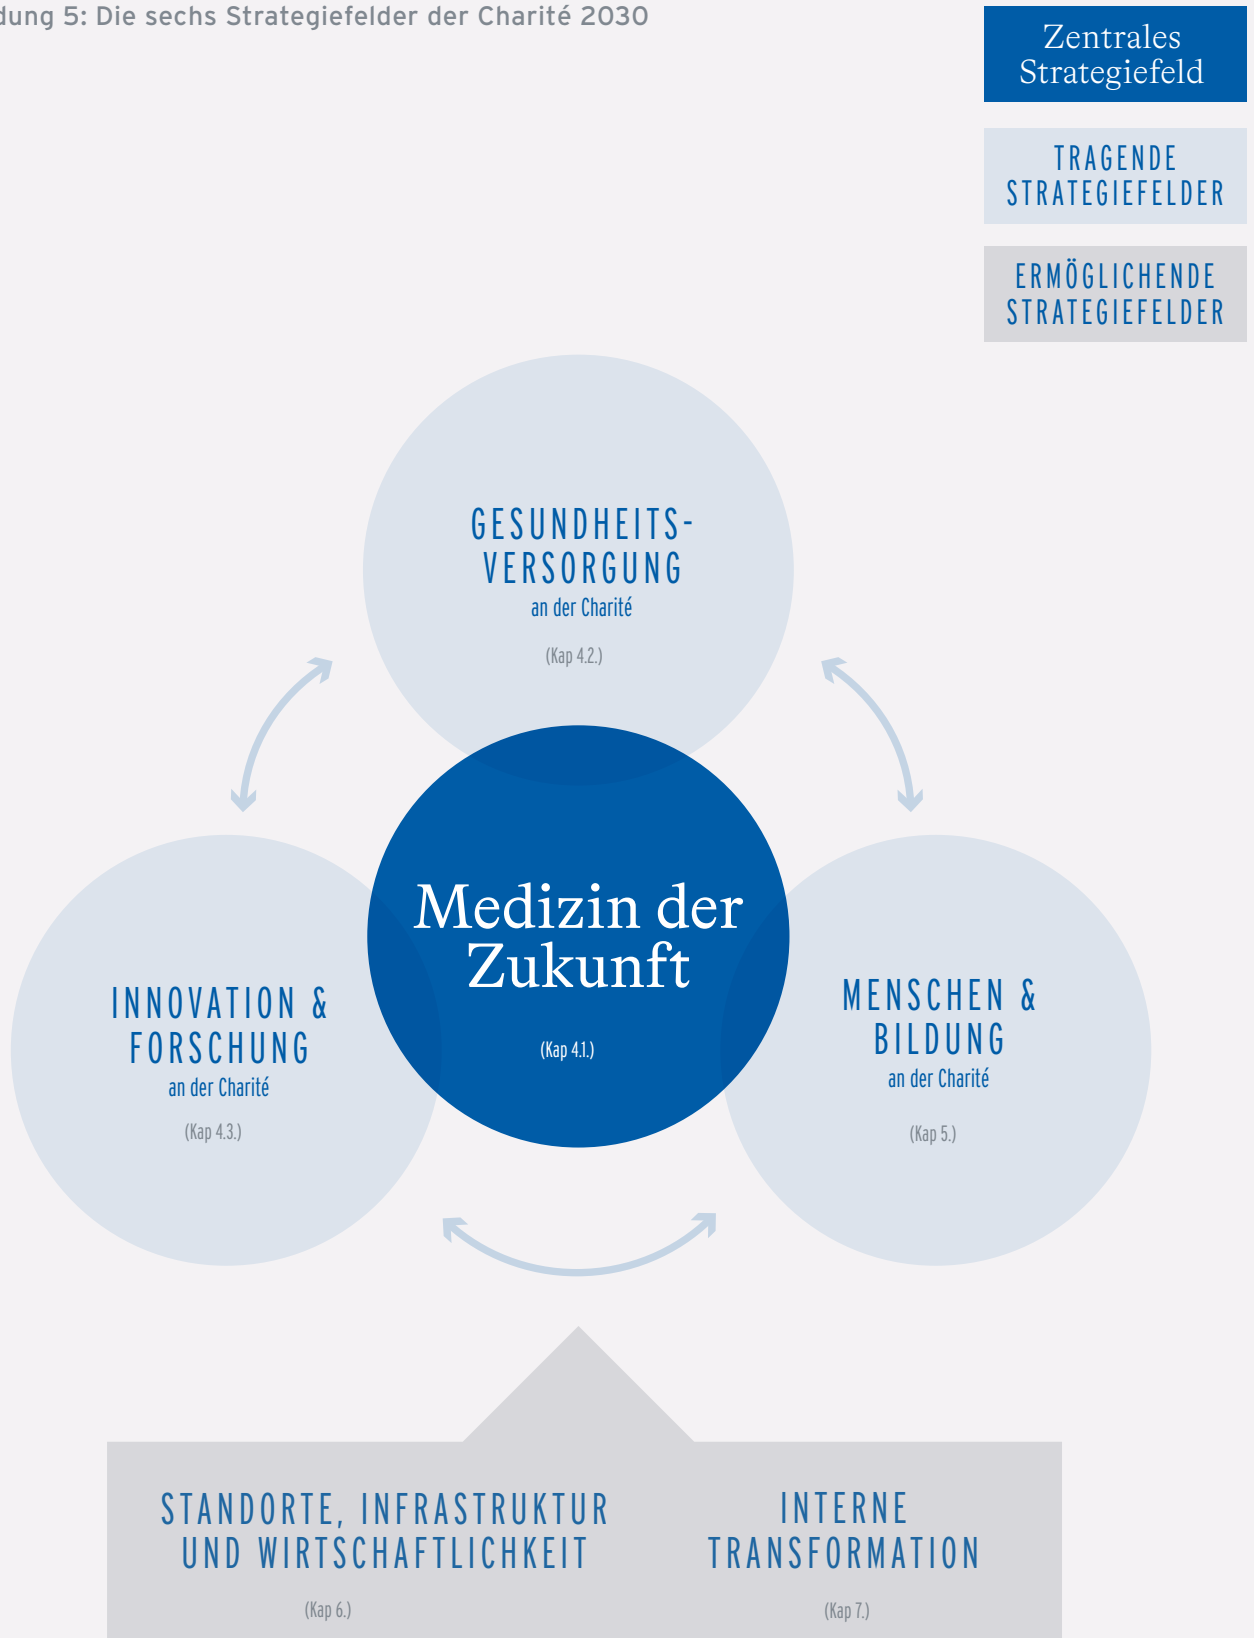 dung 5: Die sechs Strategiefelder der Charité 2030
Zentrales
Strategiefeld
TRAGENDE
STRATEGIEFELDER
ERMÖGLICHENDE
STRATEGIEFELDER
GESUNDHEITS-
VERSORGUNG
an der Charité
(Kap 4.2.)
Medizin der
Zukunft
(Kap 4.1.)
INNOVATION &
FORSCHUNG
an der Charité
(Kap 4.3.)
MENSCHEN &
BILDUNG
an der Charité
(Kap 5.)
STANDORTE, INFRASTRUKTUR
UND WIRTSCHAFTLICHKEIT
(Kap 6.)
INTERNE
TRANSFORMATION
(Kap 7.)